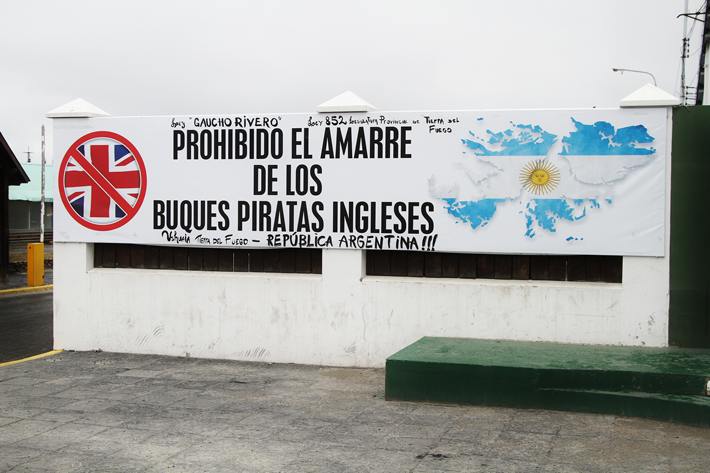 Ley "GAUCHO RIVERO" Ley 852 Legislatura Provincial de Tierra del
Fuego
PROHIBIDO EL AMARRE
DE LOS
BUQUES PIRATAS INGLESES
Ushuaia Tierra del Fuego – REPÚBLICA ARGENTINA!!!